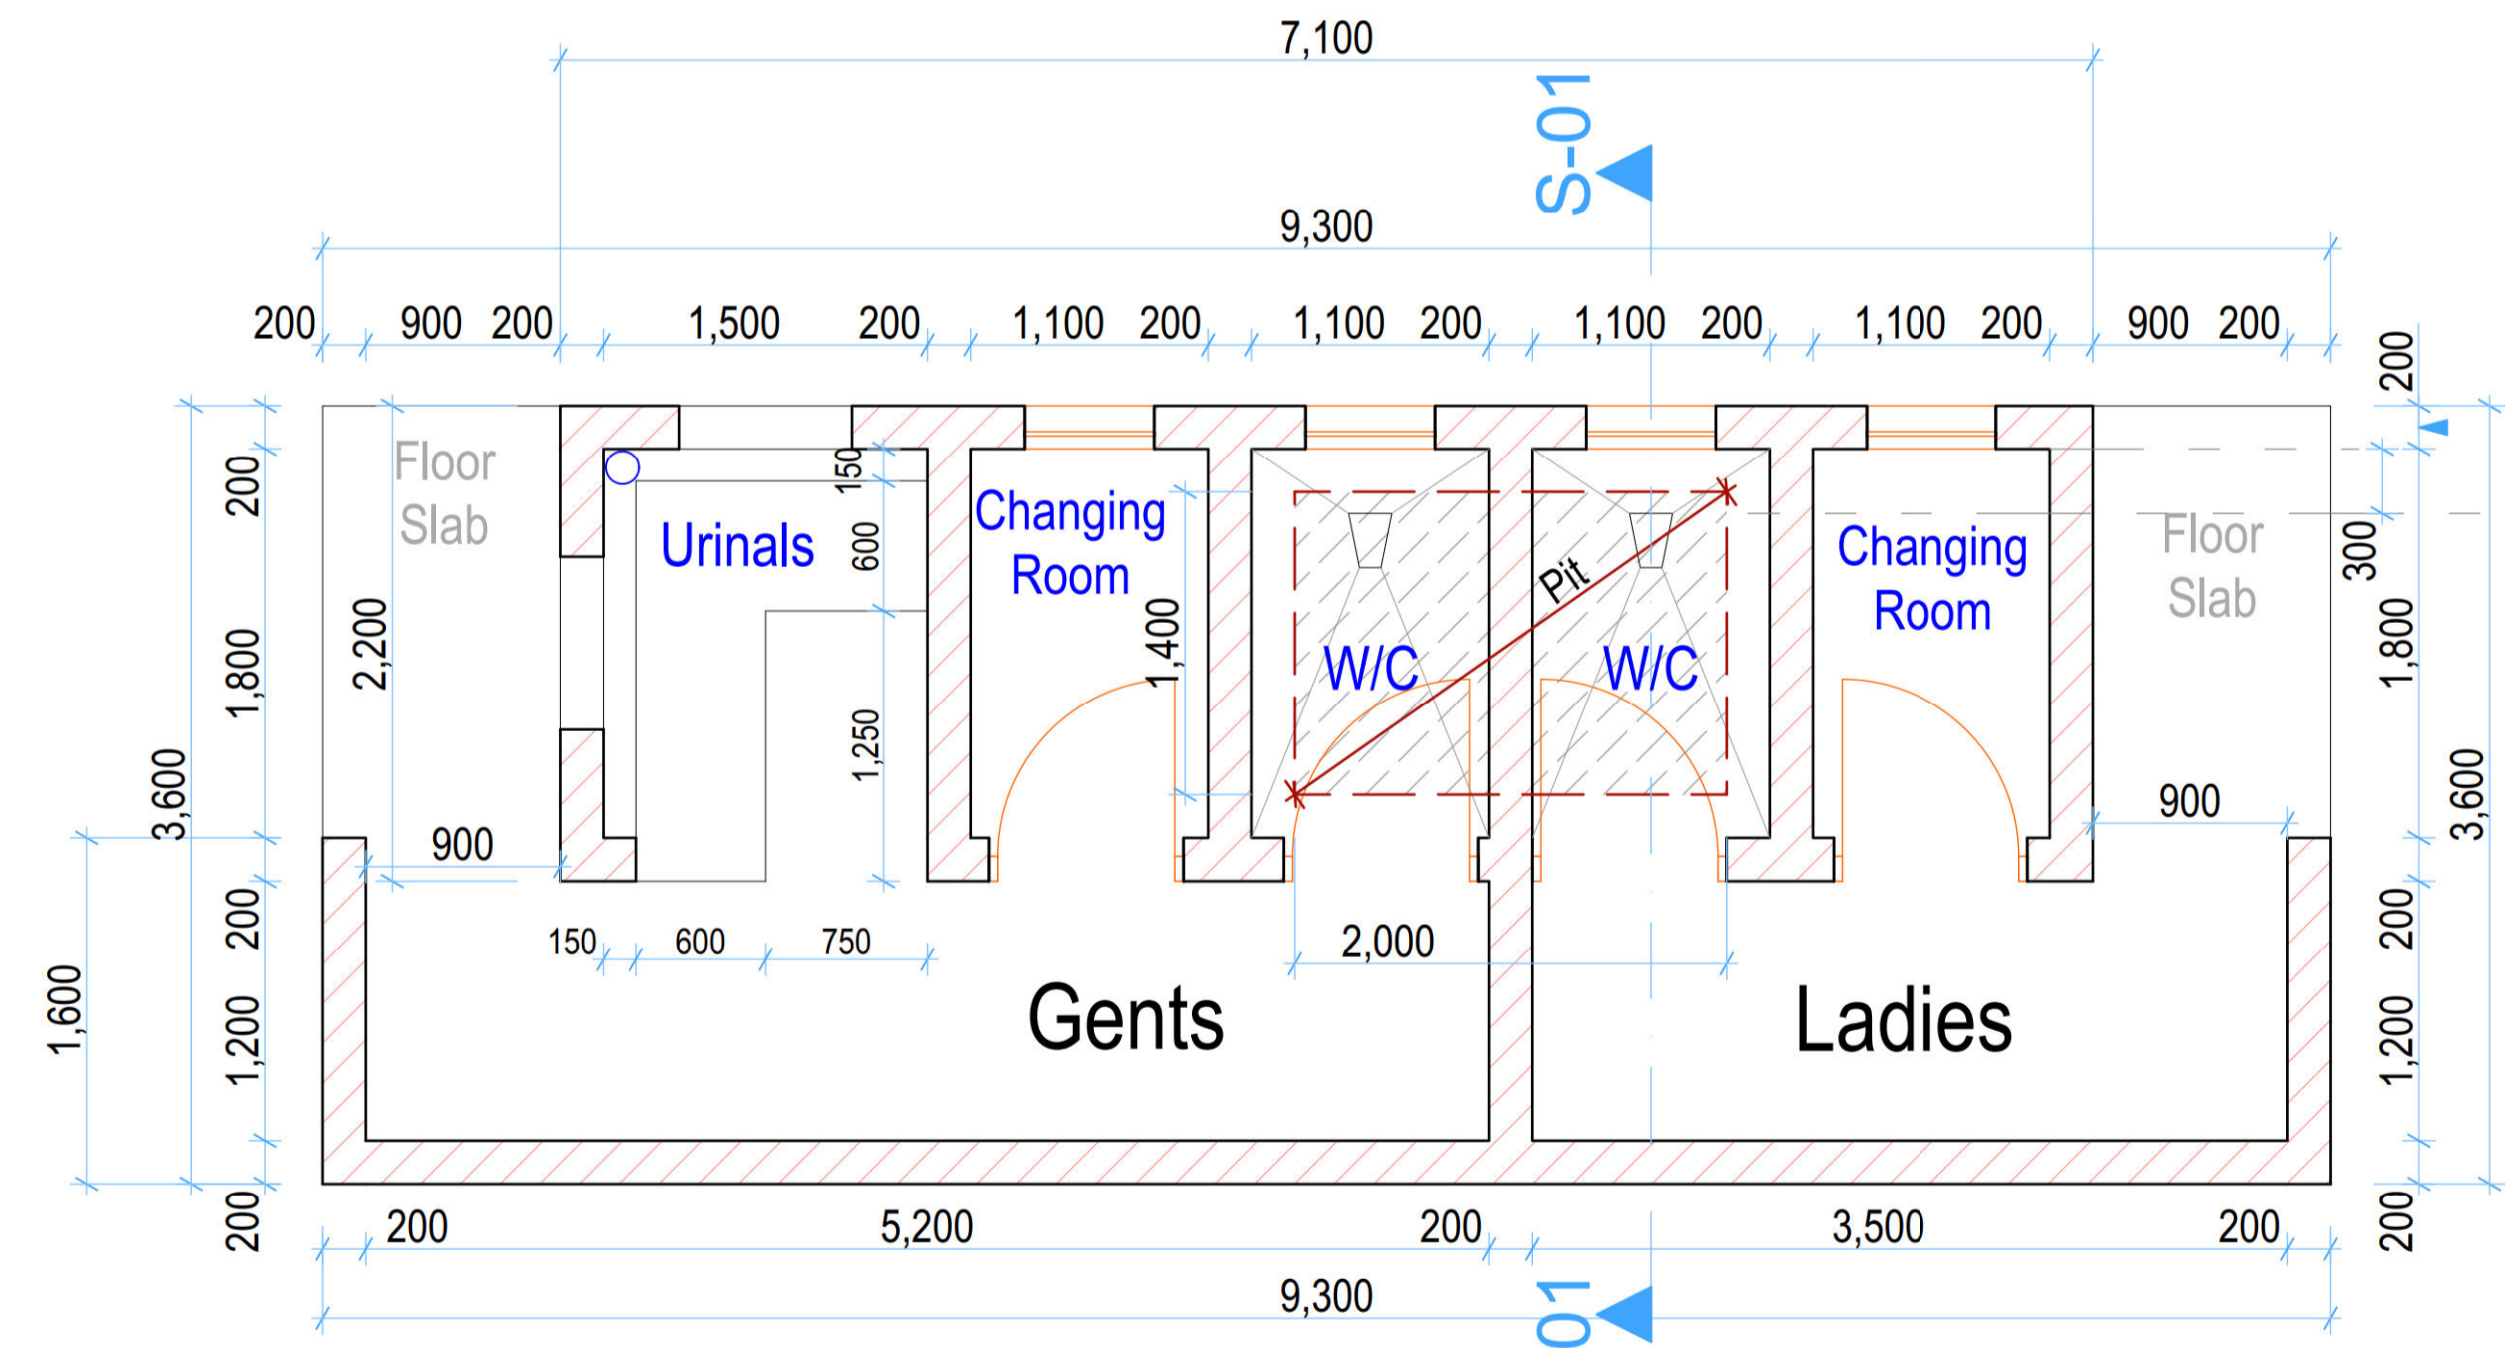 7,100
S-01
9,300
200 900 200 1,500 200 1,100 200 1,100 200 1,100 200 1,100 200 900 200
200
Floor
Slab
Urinals
150
600
1,250
Changing
Room
1,400
Pit
W/C
W/C
Changing
Room
Floor
Slab
300
200
1,800
2,200
3,600
1,800
3,600
900
900
200
1,200
1,600
200
150 600 750
2,000
Gents
Ladies
200
1,200
200
200 5,200 200 3,500 200
9,300
01